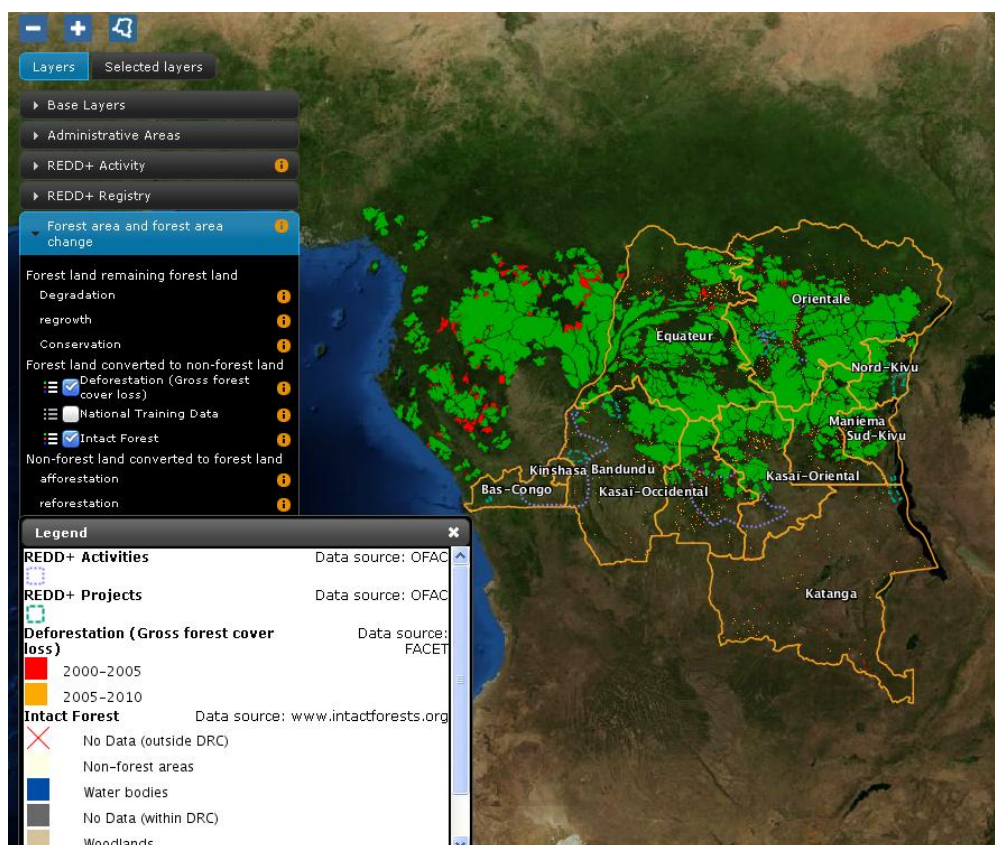 Layers Selected layers
Base Layers
Administrative Areas
REDD+ Activity
REDD+ Registry
Forest area and forest area
change
Forest land remaining forest land
Degradation
regrowth
Conservation
Forest land converted to non-forest land
Deforestation (Gross forest
cover loss)
National Training Data
Intact Forest
Non-forest land converted to forest land
afforestation
reforestation
Orientale
Equateur
Nord-Kivu
Maniema
Sud-Kivu
Kinshasa Bandundu
Kasaï-Oriental
Bas-Congo
Kasaï-Occidental
Katanga
Legend
REDD+ Activities Data source: OFAC
REDD+ Projects Data source: OFAC
Deforestation (Gross forest cover Data source:
loss) FACET
2000-2005
2005-2010
Intact Forest Data source: www.intactforests.org
No Data (outside DRC)
Non-forest areas
Water bodies
No Data (within DRC)
Woodlands